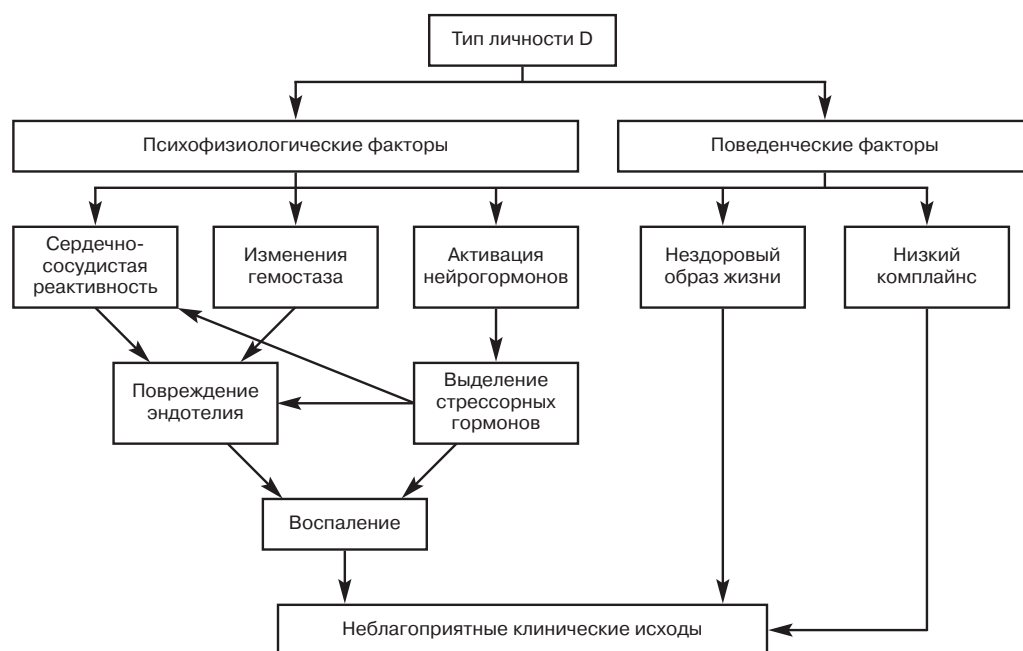 Тип личности D
Психофизиологические факторы
Поведенческие факторы
Сердечно-
сосудистая
реактивность
Изменения
гемостаза
Активация
нейрогормонов
Нездоровый
образ жизни
Низкий
комплайнс
Повреждение
эндотелия
Выделение
стрессорных
гормонов
Воспаление
Неблагоприятные клинические исходы